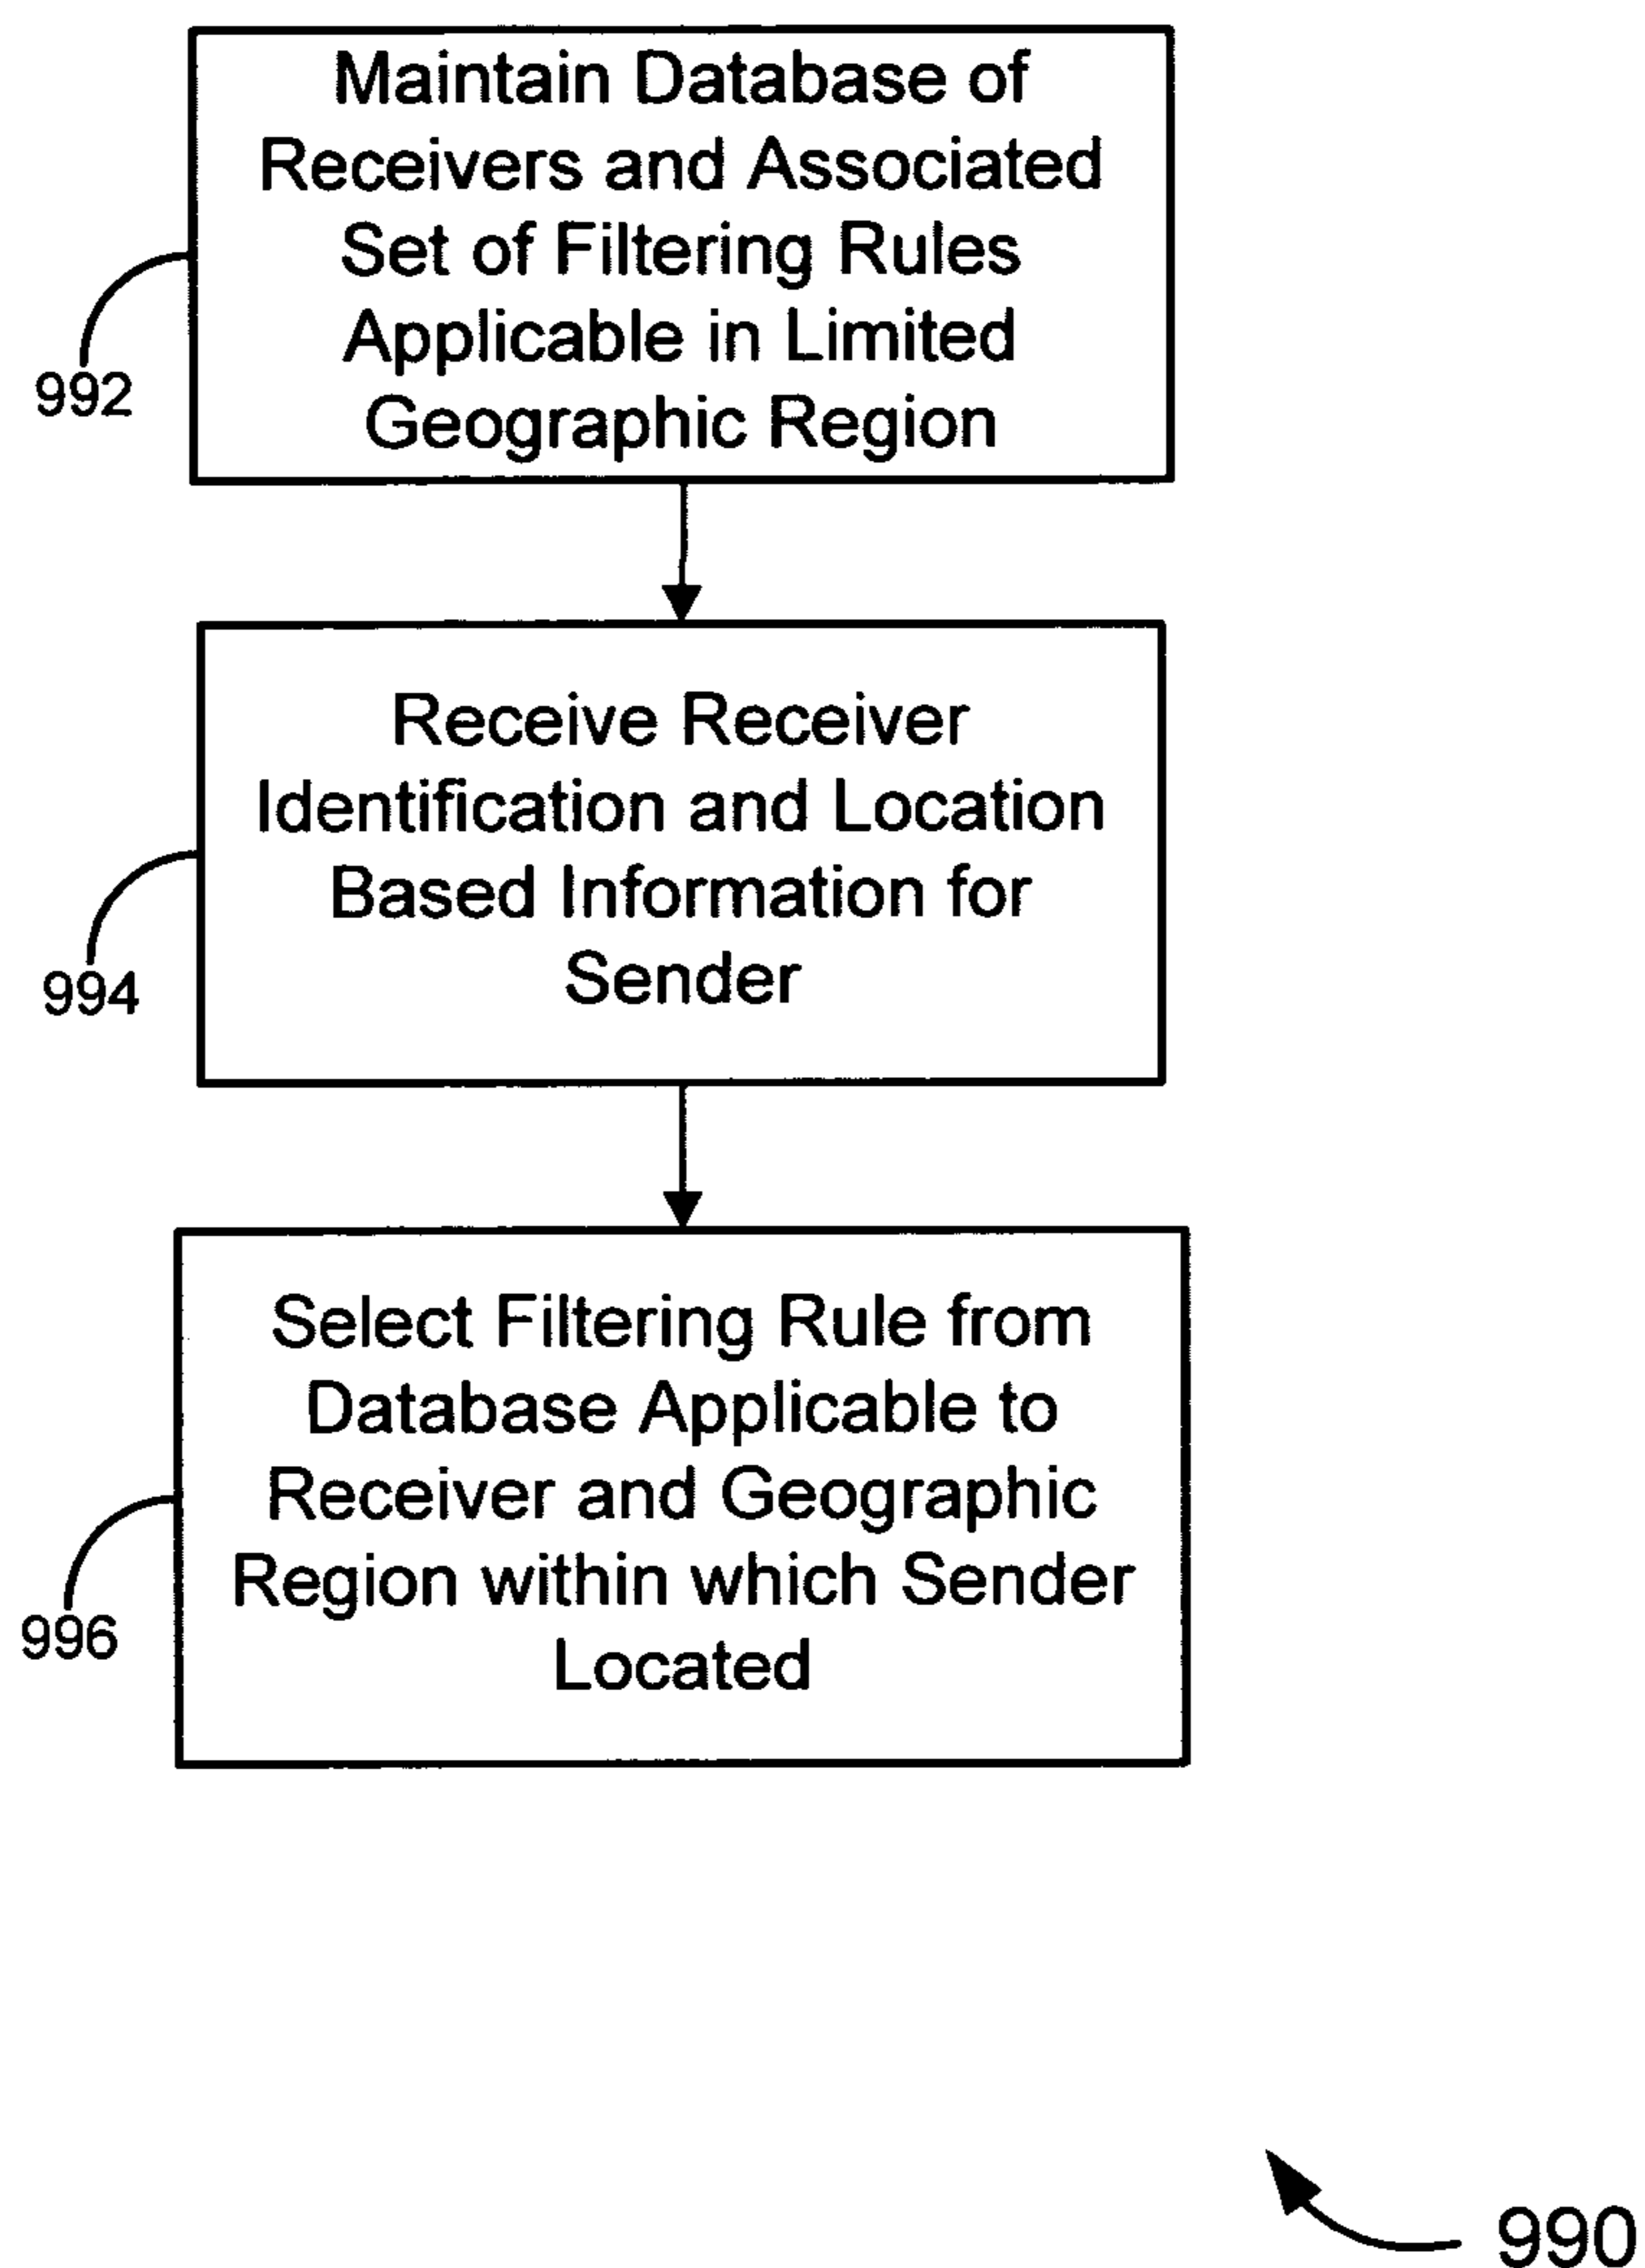 Maintain Database of
Receivers and Associated
Set of Filtering Rules
Applicable in Limited
Geographic Region
992
Receive Receiver
Identification and Location
Based Information for
Sender
994
Select Filtering Rule from
Database Applicable to
Receiver and Geographic
Region within which Sender
Located
996
990